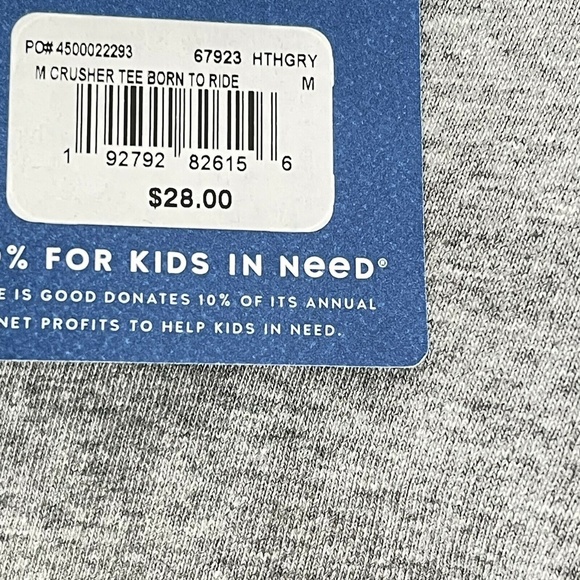 PO# 4500022293 67923 HTHGRY
M CRUSHER TEE BORN TO RIDE M
1 92792 82615 6
$28.00
% FOR KIDS IN NEED®
IS GOOD DONATES 10% OF ITS ANNUAL
NET PROFITS TO HELP KIDS IN NEED.